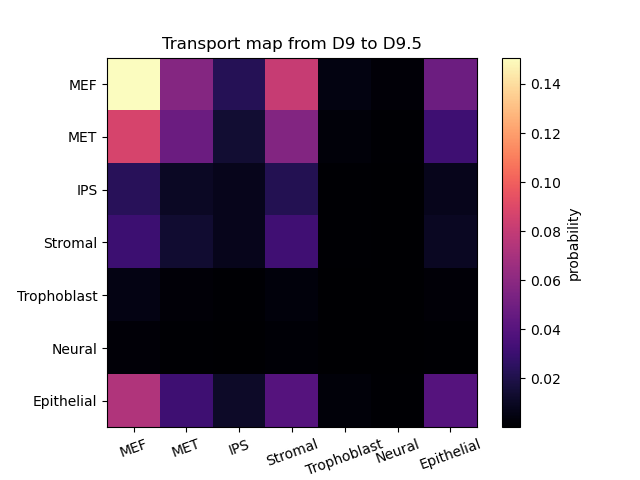 Transport map from D9 to D9.5
MEF
MET
IPS
Stromal
Trophoblast
Neural
Epithelial
MEF
MET
IPS
Stromal
Trophoblast
Neural
Epithelial
0.14
0.12
0.10
0.08
0.06
0.04
0.02
probability